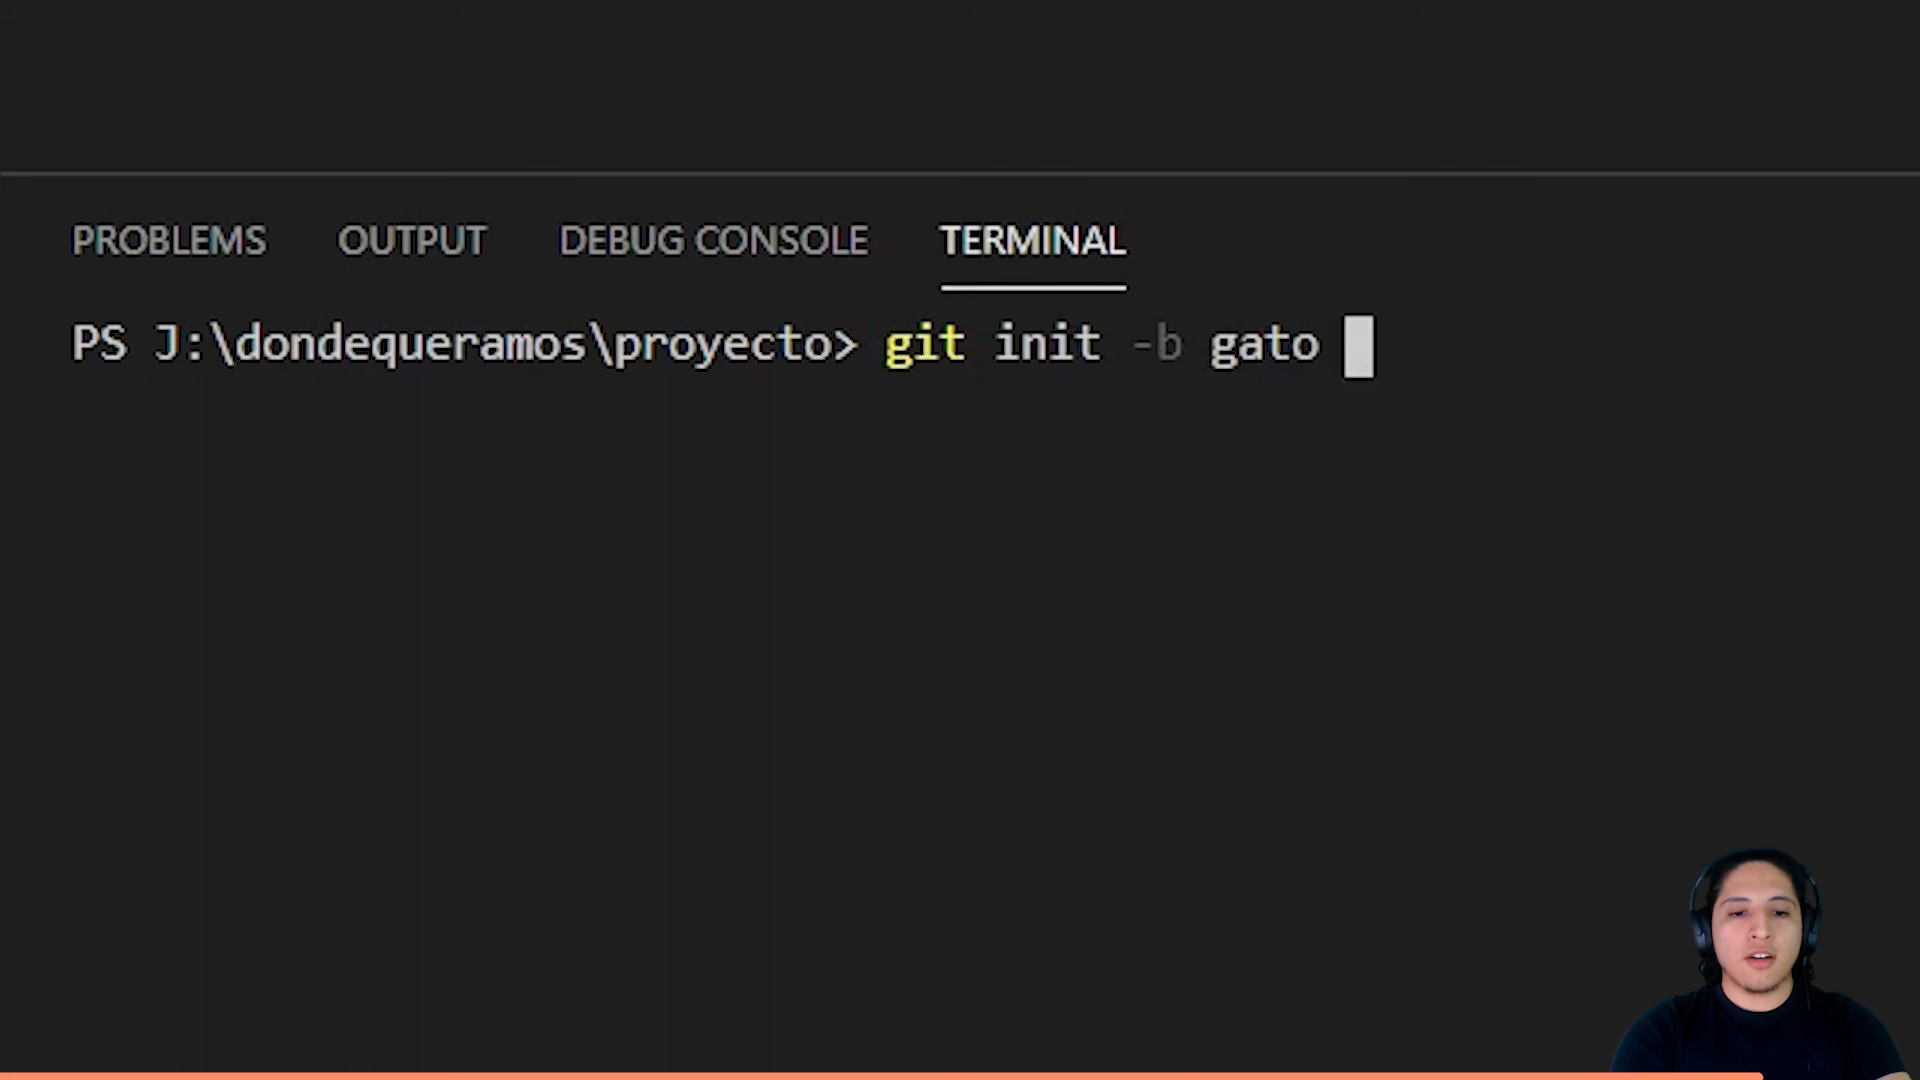 PROBLEMS OUTPUT DEBUG CONSOLE TERMINAL
PS J:\dondequeramos\proyecto> git init -b gato